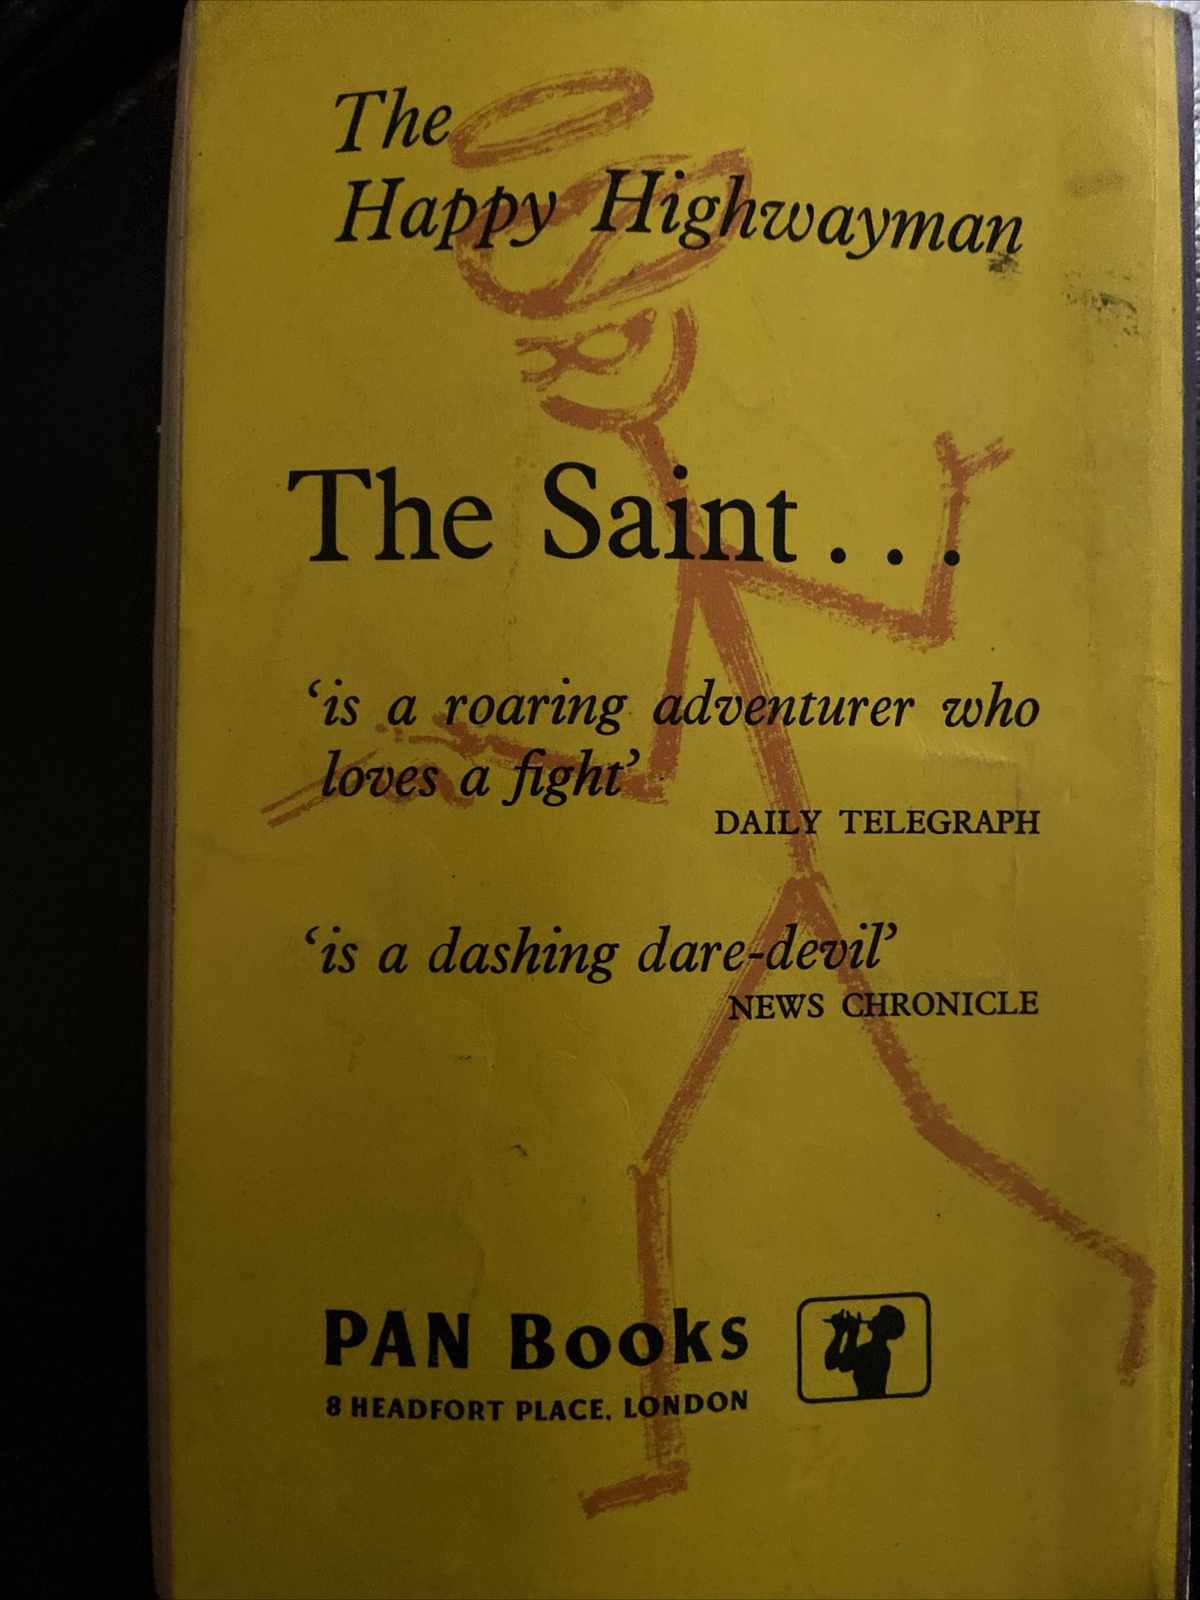 The
Happy Highwayman
The Saint...
‘is a roaring adventurer who
loves a fight’
DAILY TELEGRAPH
‘is a dashing dare-devil’
NEWS CHRONICLE
PAN Books
8 HEADFORT PLACE, LONDON